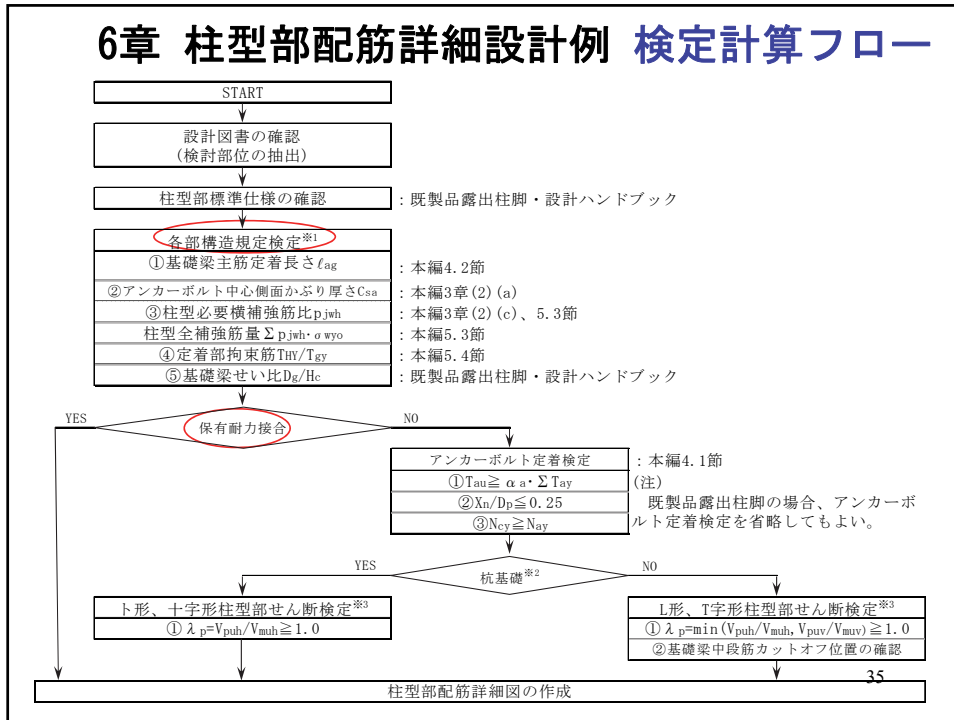 6章 柱型部配筋詳細設計例 検定計算フロー
START
設計図書の確認
(検討部位の抽出)
柱型部標準仕様の確認
：既製品露出柱脚・設計ハンドブック
各部構造規定検定※1
①基礎梁主筋定着長さℓag
：本編4.2節
②アンカーボルト中心側面かぶり厚さCsa
：本編3章(2)(a)
③柱型必要横補強筋比pjwh
：本編3章(2)(c)、5.3節
柱型全補強筋量Σpjwh・σwyo
：本編5.3節
④定着部拘束筋THY/Tgy
：本編5.4節
⑤基礎梁せい比Dg/Hc
：既製品露出柱脚・設計ハンドブック
YES
保有耐力接合
NO
アンカーボルト定着検定
：本編4.1節
①Tau≧αa・ΣTay
(注)
②Xn/Dp≦0.25
既製品露出柱脚の場合、アンカーボ
③Ncy≧Nay
ルト定着検定を省略してもよい。
YES
杭基礎※2
NO
ト形、十字形柱型部せん断検定※3
①λp=Vpuh/Vmuh≧1.0
L形、T字形柱型部せん断検定※3
①λp=min(Vpuh/Vmuh,Vpuv/Vmuv)≧1.0
②基礎梁中段筋カットオフ位置の確認
35
柱型部配筋詳細図の作成